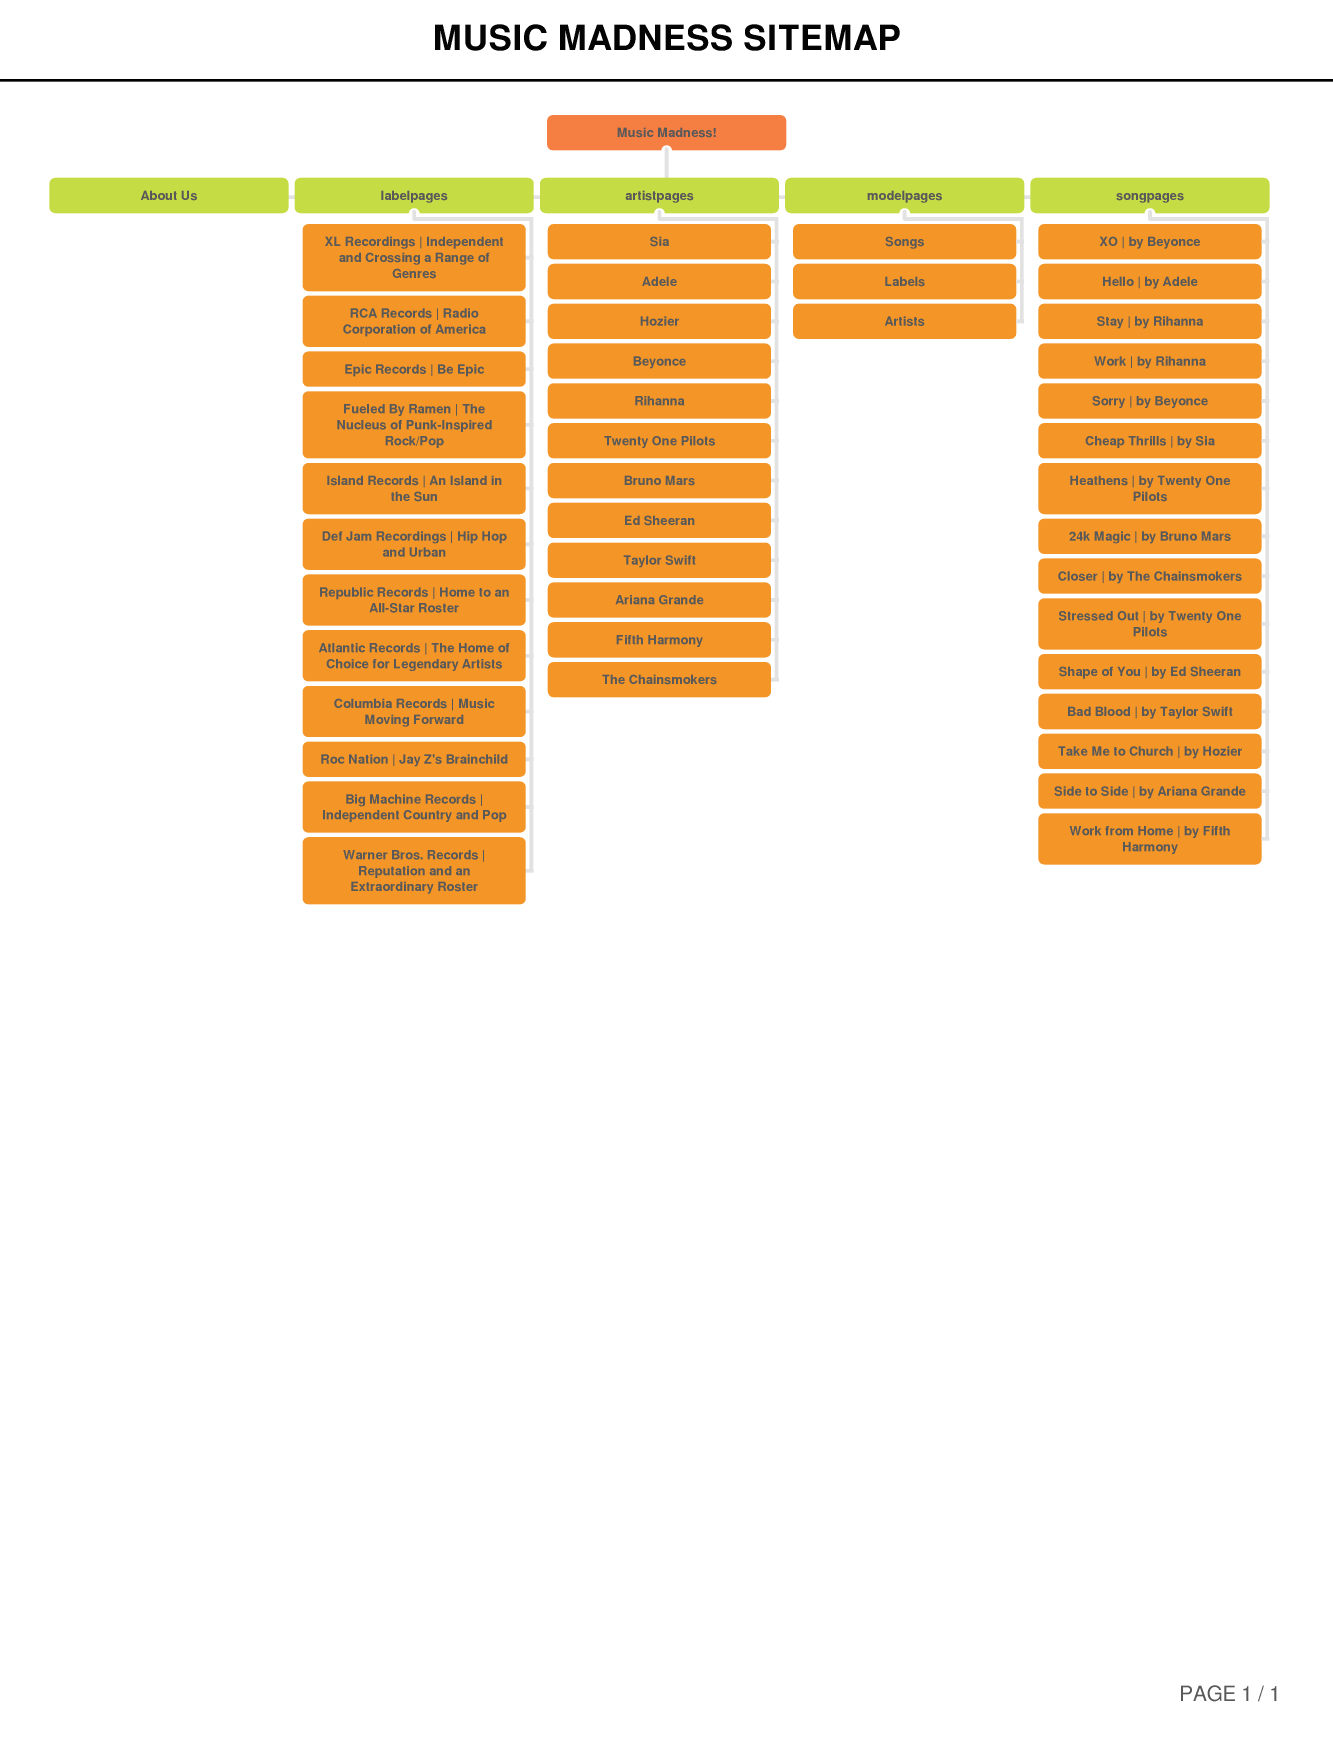 MUSIC MADNESS SITEMAP
Music Madness!
About Us
labelpages
artistpages
modelpages
songpages
XL Recordings | Independent
and Crossing a Range of
Genres
RCA Records | Radio
Corporation of America
Epic Records | Be Epic
Fueled By Ramen | The
Nucleus of Punk-Inspired
Rock/Pop
Island Records | An Island in
the Sun
Def Jam Recordings | Hip Hop
and Urban
Republic Records | Home to an
All-Star Roster
Atlantic Records | The Home of
Choice for Legendary Artists
Columbia Records | Music
Moving Forward
Roc Nation | Jay Z's Brainchild
Big Machine Records |
Independent Country and Pop
Warner Bros. Records |
Reputation and an
Extraordinary Roster
Sia
Adele
Hozier
Beyonce
Rihanna
Twenty One Pilots
Bruno Mars
Ed Sheeran
Taylor Swift
Ariana Grande
Fifth Harmony
The Chainsmokers
Songs
Labels
Artists
XO | by Beyonce
Hello | by Adele
Stay | by Rihanna
Work | by Rihanna
Sorry | by Beyonce
Cheap Thrills | by Sia
Heathens | by Twenty One
Pilots
24k Magic | by Bruno Mars
Closer | by The Chainsmokers
Stressed Out | by Twenty One
Pilots
Shape of You | by Ed Sheeran
Bad Blood | by Taylor Swift
Take Me to Church | by Hozier
Side to Side | by Ariana Grande
Work from Home | by Fifth
Harmony
PAGE 1 / 1